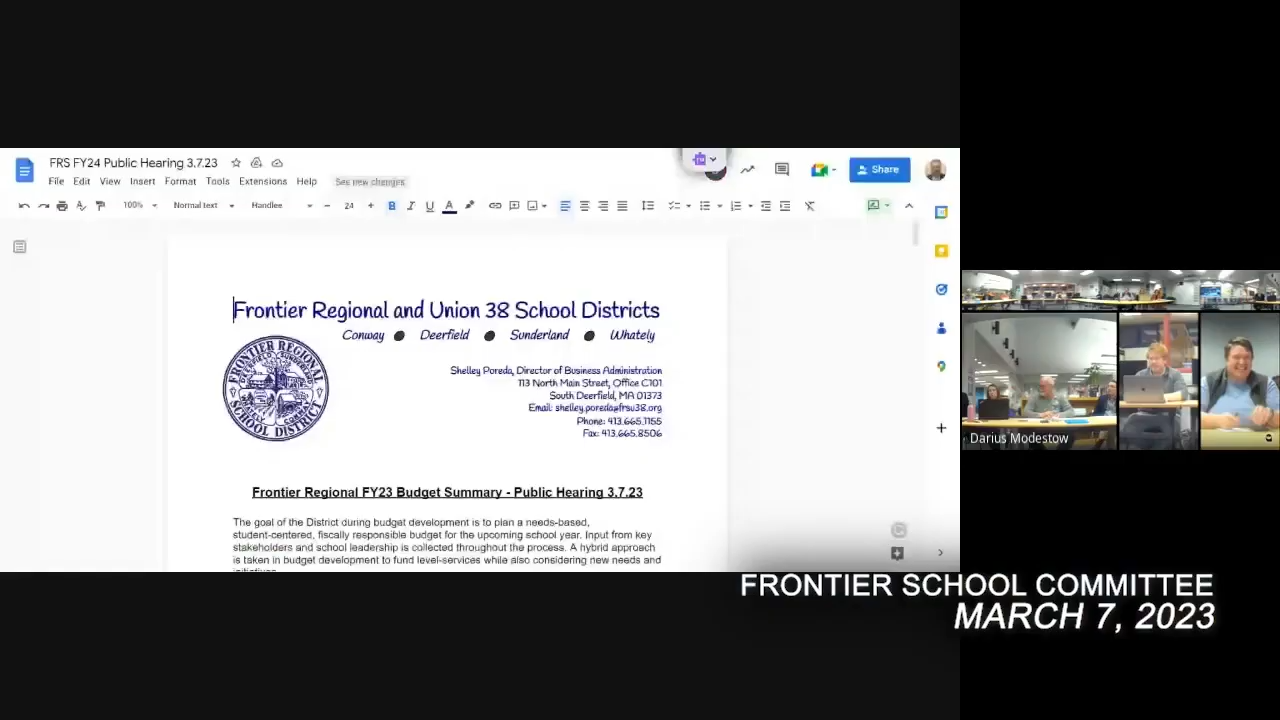 FRS FY24 Public Hearing 3.7.23
File Edit View Insert Format Tools Extensions Help See new changes
Share
100% Normal text Handlee 24
Frontier Regional and Union 38 School Districts
Conway Deerfield Sunderland Whately
FRONTIER REGIONAL SCHOOL DISTRICT
Shelley Poreda, Director of Business Administration
113 North Main Street, Office C101
South Deerfield, MA 01373
Email: shelley.poreda@frsu38.org
Phone: 413.665.1155
Fax: 413.665.8506
Frontier Regional FY23 Budget Summary - Public Hearing 3.7.23
The goal of the District during budget development is to plan a needs-based,
student-centered, fiscally responsible budget for the upcoming school year. Input from key
stakeholders and school leadership is collected throughout the process. A hybrid approach
is taken in budget development to fund level-services while also considering new needs and
Darius Modestow
FRONTIER SCHOOL COMMITTEE
MARCH 7, 2023